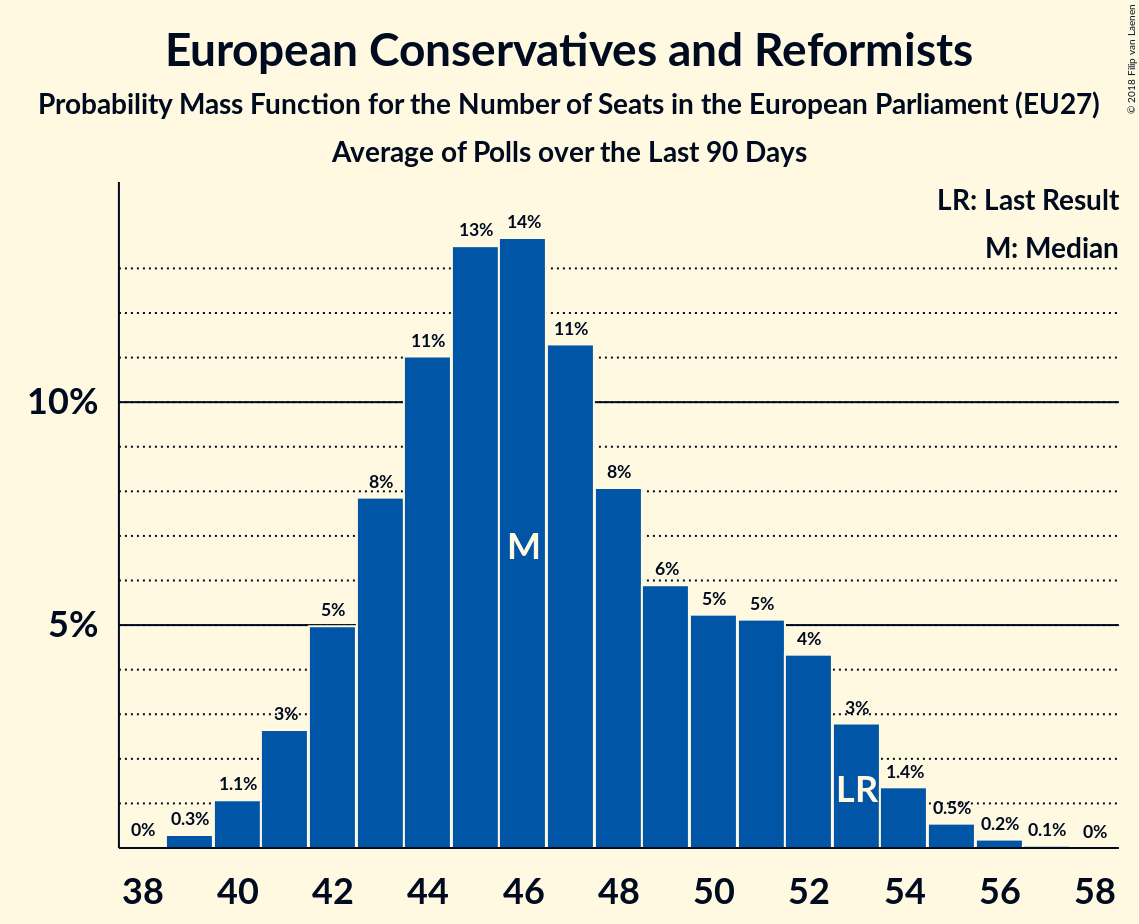 European Conservatives and Reformists
Probability Mass Function for the Number of Seats in the European Parliament (EU27)
Average of Polls over the Last 90 Days
© 2018 Filip van Laenen
LR: Last Result
M: Median
10%
5%
0%
0.3%
1.1%
3%
5%
8%
11%
13%
14%
11%
8%
6%
5%
5%
4%
3%
1.4%
0.5%
0.2%
0.1%
0%
M
LR
38 40 42 44 46 48 50 52 54 56 58